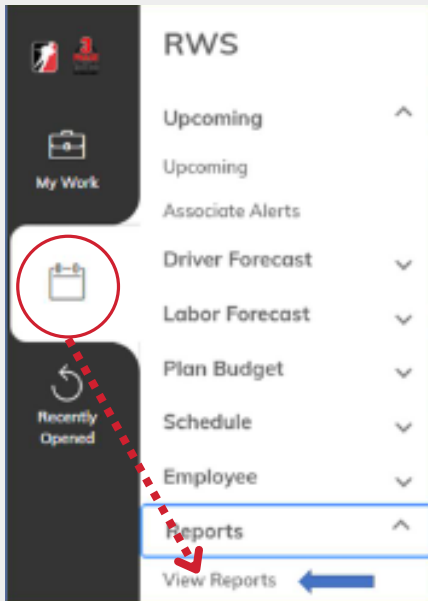 RWS
My Work
Recently
Opened
Upcoming
Upcoming
Associate Alerts
Driver Forecast
Labor Forecast
Plan Budget
Schedule
Employee
Reports
View Reports